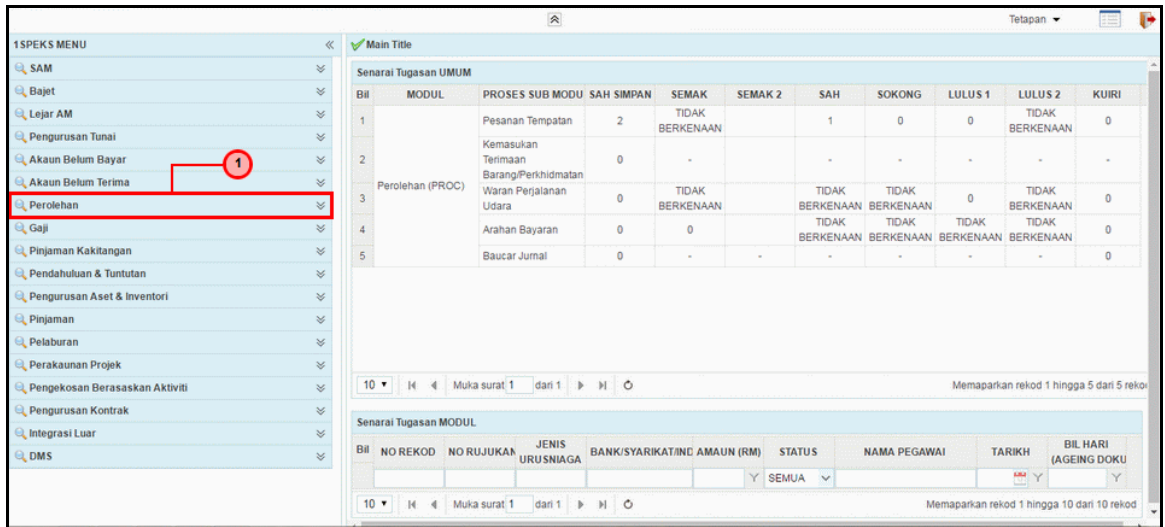 Tetapan
1SPEKS MENU
SAM
Bajet
Lejar AM
Pengurusan Tunai
Akaun Belum Bayar
1
Akaun Belum Terima
Perolehan
Gaji
Pinjaman Kakitangan
Pendahuluan & Tuntutan
Pengurusan Aset & Inventori
Pinjaman
Pelaburan
Perakaunan Projek
Pengekosan Berasaskan Aktiviti
Pengurusan Kontrak
Integrasi Luar
DMS
Main Title
Senarai Tugasan UMUM
Bil MODUL PROSES SUB MODU SAH SIMPAN SEMAK SEMAK 2 SAH SOKONG LULUS 1 LULUS 2 KUIRI
1 Pesanan Tempatan 2 TIDAK BERKENAAN 1 0 0 TIDAK BERKENAAN 0
2 Kemasukan Terimaan Barang/Perkhidmatan 0 - - - - - - -
Perolehan (PROC)
3 Waran Perjalanan Udara 0 TIDAK BERKENAAN TIDAK BERKENAAN TIDAK BERKENAAN 0 TIDAK BERKENAAN 0
4 Arahan Bayaran 0 0 TIDAK BERKENAAN TIDAK BERKENAAN TIDAK BERKENAAN TIDAK BERKENAAN 0
5 Baucar Jurnal 0 - - - - - - 0
10 Muka surat 1 dari 1 Memaparkan rekod 1 hingga 5 dari 5 reko
Senarai Tugasan MODUL
Bil NO REKOD NO RUJUKAN JENIS URUSNIAGA BANK/SYARIKAT/IND AMAUN (RM) STATUS NAMA PEGAWAI TARIKH BIL HARI (AGEING DOKU
SEMUA
10 Muka surat 1 dari 1 Memaparkan rekod 1 hingga 10 dari 10 rekod